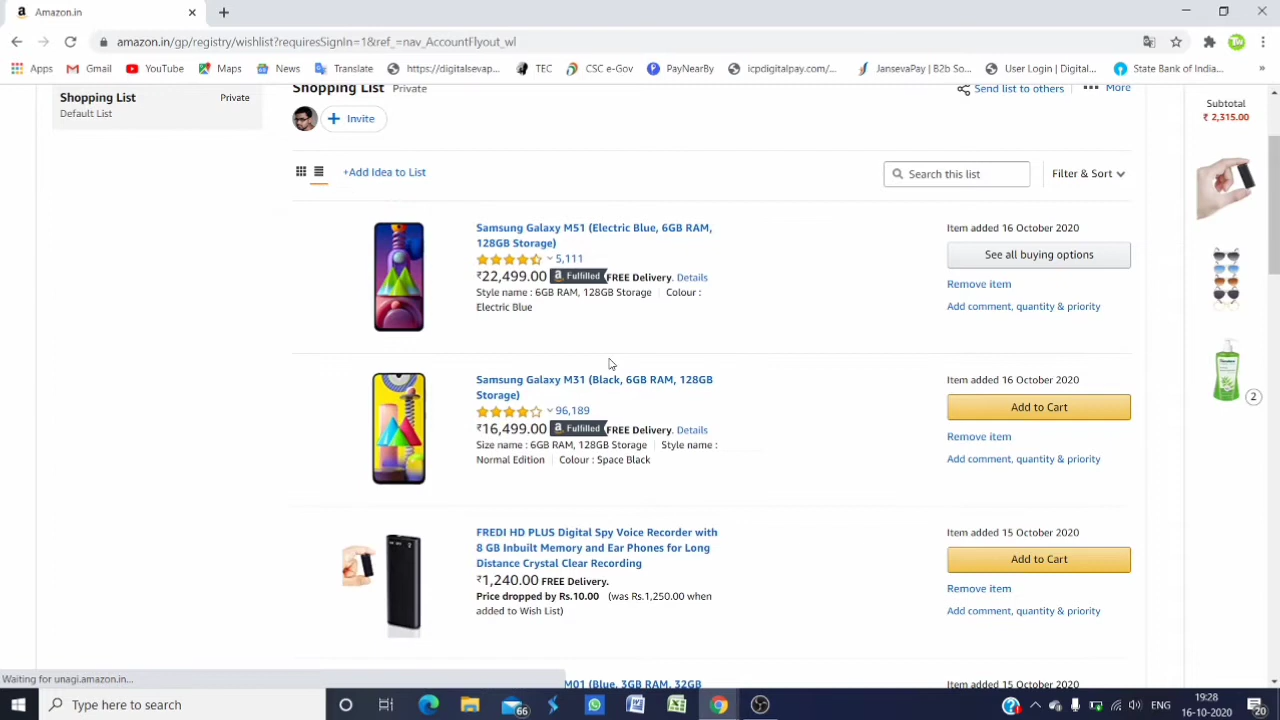 Amazon.in
amazon.in/gp/registry/wishlist?requiresSignIn=1&ref_=nav_AccountFlyout_wl
Tw
Apps Gmail YouTube Maps News Translate https://digitalsevap... TEC CSC e-Gov PayNearBy icpdigitalpay.com/... JansevaPay | B2b So... User Login | Digital... State Bank of India... »
Shopping List Private
Default List
Shopping List Private
Send list to others ••• More
Invite
+Add Idea to List
Search this list
Filter & Sort
Subtotal
₹ 2,315.00
Samsung Galaxy M51 (Electric Blue, 6GB RAM,
128GB Storage)
5,111
₹22,499.00 a Fulfilled FREE Delivery. Details
Style name : 6GB RAM, 128GB Storage | Colour :
Electric Blue
Item added 16 October 2020
See all buying options
Remove item
Add comment, quantity & priority
Samsung Galaxy M31 (Black, 6GB RAM, 128GB
Storage)
96,189
₹16,499.00 a Fulfilled FREE Delivery. Details
Size name : 6GB RAM, 128GB Storage | Style name :
Normal Edition | Colour : Space Black
Item added 16 October 2020
Add to Cart
Remove item
Add comment, quantity & priority
2
FREDI HD PLUS Digital Spy Voice Recorder with
8 GB Inbuilt Memory and Ear Phones for Long
Distance Crystal Clear Recording
₹1,240.00 FREE Delivery.
Price dropped by Rs.10.00 (was Rs.1,250.00 when
added to Wish List)
Item added 15 October 2020
Add to Cart
Remove item
Add comment, quantity & priority
M01 (Blue, 3GB RAM, 32GB
Item added 15 October 2020
Waiting for unagi.amazon.in...
Type here to search
66
ENG
19:28
16-10-2020
20